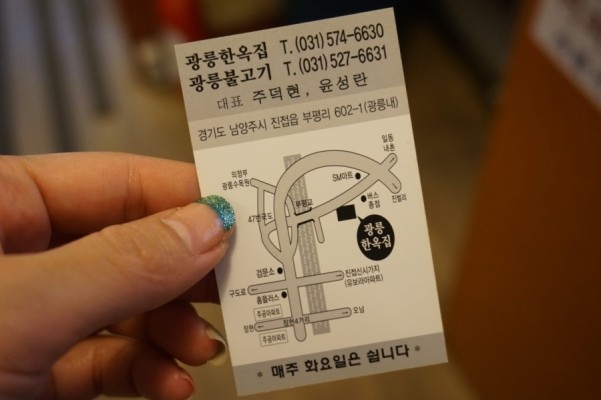 광릉한옥집 T. (031) 574-6630
광릉불고기 T. (031) 527-6631
대표 주덕현, 윤성란
경기도 남양주시 진접읍 부평리 602-1(광릉내)
일동
내촌
의정부
광릉수목원
SM마트
버스
종점
진벌리
47번국도
부평교
광릉
한옥집
검문소
진접신시가지
(유보라아파트)
구도로
홈플러스
주공아파트
장현
장현4거리
오남
주공아파트
* 매주 화요일은 쉽니다 *